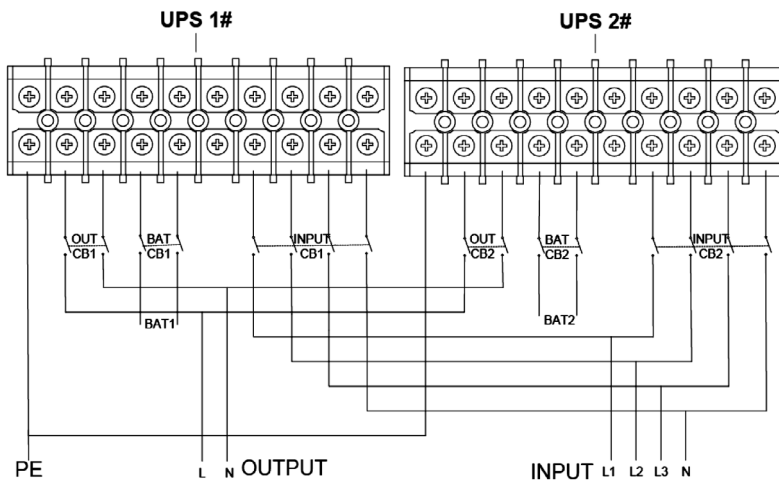 UPS 1# UPS 2#
OUT BAT INPUT OUT BAT INPUT
CB1 CB1 CB1 CB2 CB2 CB2
BAT1 BAT2
PE L N OUTPUT INPUT L1 L2 L3 N